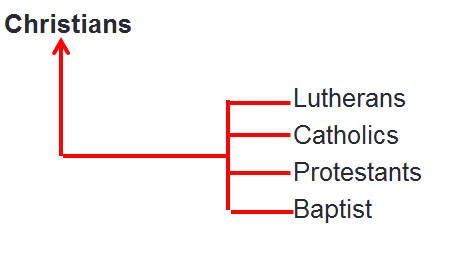 Christians
Lutherans
Catholics
Protestants
Baptist